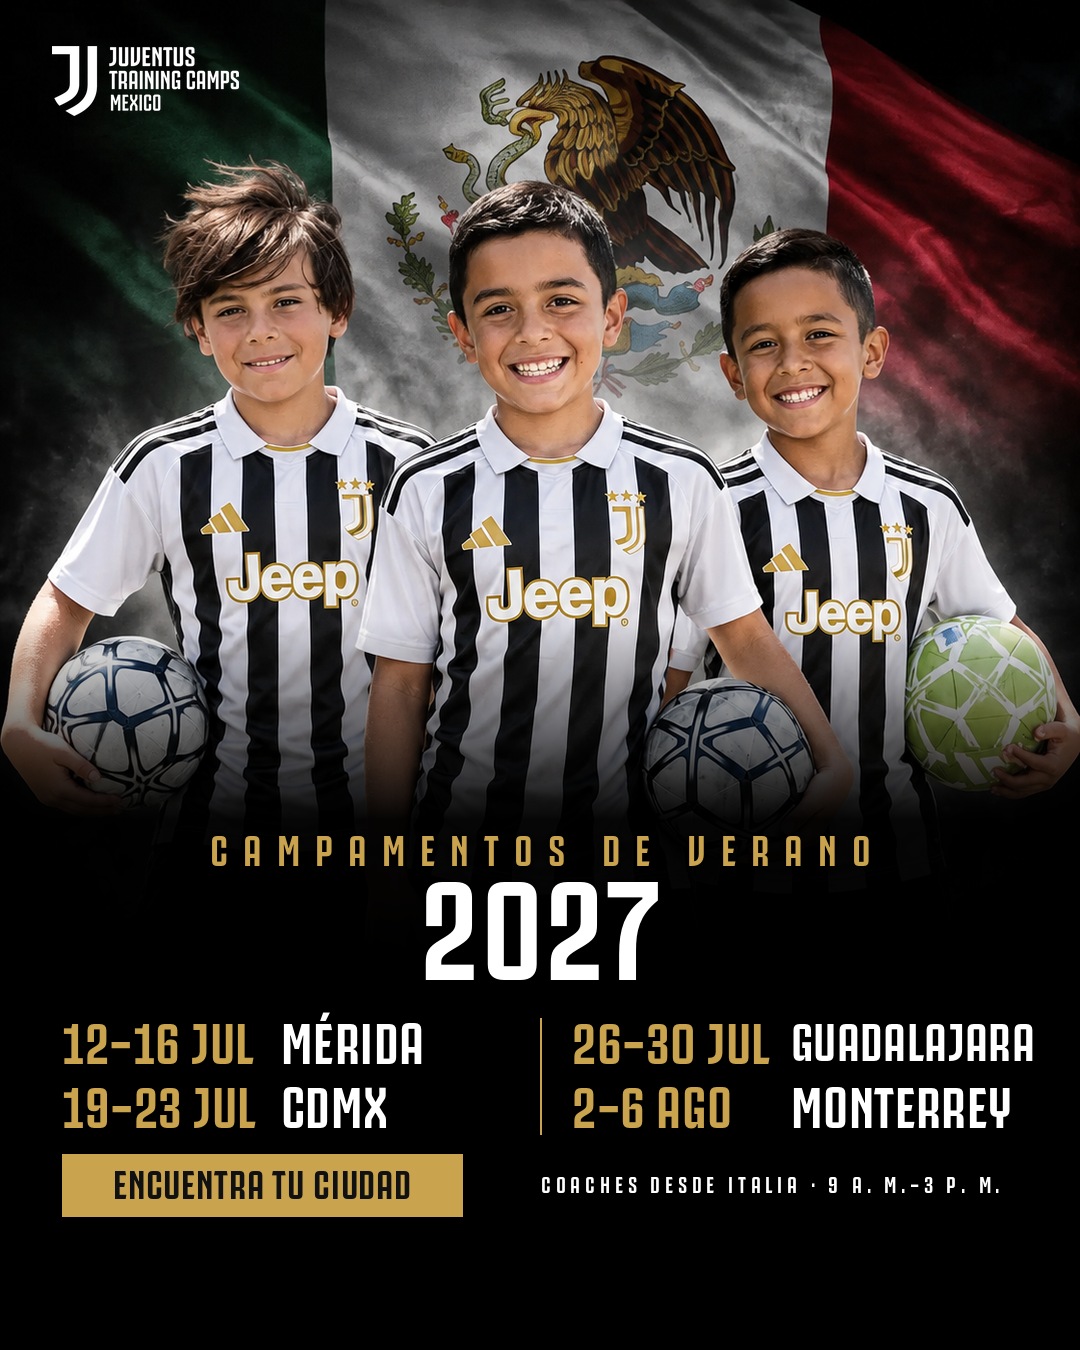 JUVENTUS
TRAINING CAMPS
MEXICO
Jeep
Jeep
Jeep
CAMPAMENTOS DE VERANO
2027
12-16 JUL MÉRIDA
19-23 JUL CDMX
26-30 JUL GUADALAJARA
2-6 AGO MONTERREY
ENCUENTRA TU CIUDAD
COACHES DESDE ITALIA · 9 A. M.-3 P. M.